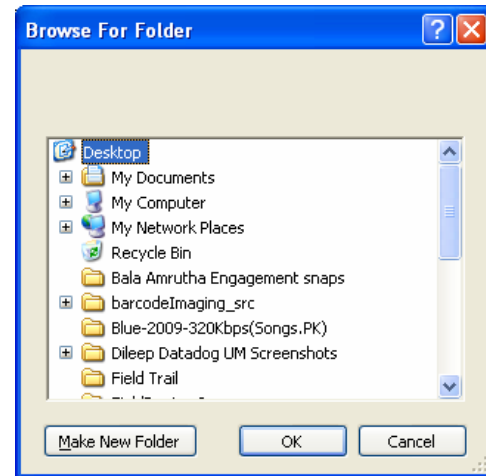 Browse For Folder
Desktop
My Documents
My Computer
My Network Places
Recycle Bin
Bala Amrutha Engagement snaps
barcodeImaging_src
Blue-2009-320Kbps(Songs.PK)
Dileep Datadog UM Screenshots
Field Trail
Make New Folder
OK
Cancel